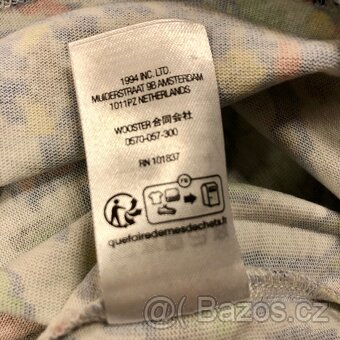 1994 INC. LTD
MUIDERSTRAAT 9B AMSTERDAM
1011PZ NETHERLANDS
WOOSTER 合同会社
0570-057-300
RN 101837
FR
quefairedemesdechets.fr
Bazos.cz